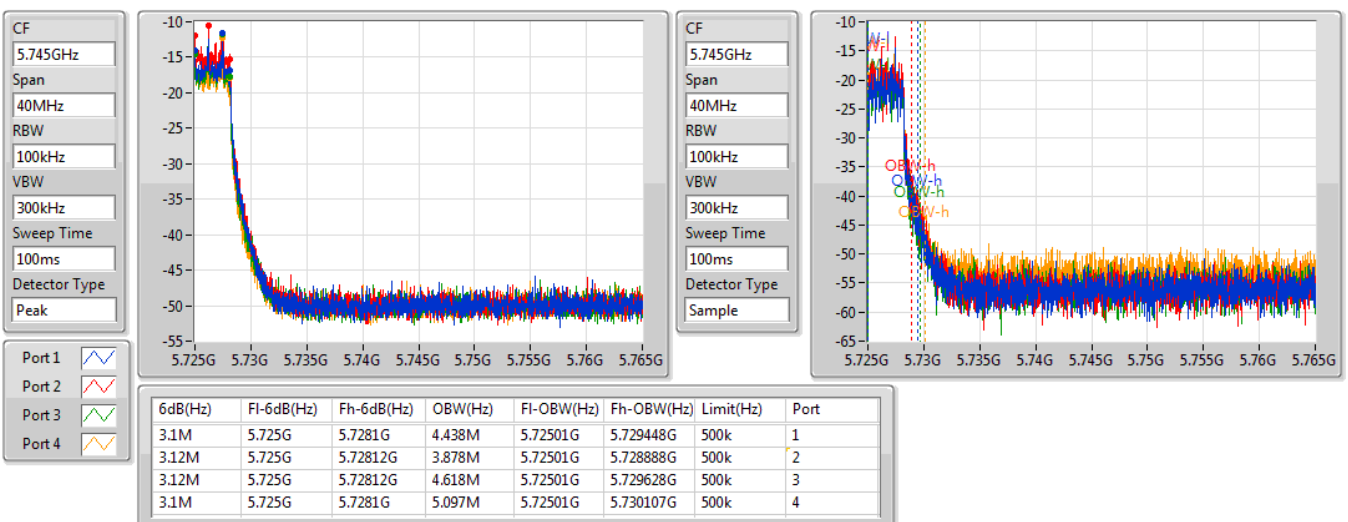 CF
5.745GHz
Span
40MHz
RBW
100kHz
VBW
300kHz
Sweep Time
100ms
Detector Type
Peak
-10
-15
-20
-25
-30
-35
-40
-45
-50
-55
5.725G 5.73G 5.735G 5.74G 5.745G 5.75G 5.755G 5.76G 5.765G
CF
5.745GHz
Span
40MHz
RBW
100kHz
VBW
300kHz
Sweep Time
100ms
Detector Type
Sample
-10
-15
-20
-25
-30
-35
-40
-45
-50
-55
-60
-65
OBW-h
OBW-h
OBW-h
OBW-h
5.725G 5.73G 5.735G 5.74G 5.745G 5.75G 5.755G 5.76G 5.765G
Port 1
Port 2
Port 3
Port 4
6dB(Hz) Fl-6dB(Hz) Fh-6dB(Hz) OBW(Hz) Fl-OBW(Hz) Fh-OBW(Hz) Limit(Hz) Port
3.1M 5.725G 5.7281G 4.438M 5.72501G 5.729448G 500k 1
3.12M 5.725G 5.72812G 3.878M 5.72501G 5.728888G 500k 2
3.12M 5.725G 5.72812G 4.618M 5.72501G 5.729628G 500k 3
3.1M 5.725G 5.7281G 5.097M 5.72501G 5.730107G 500k 4